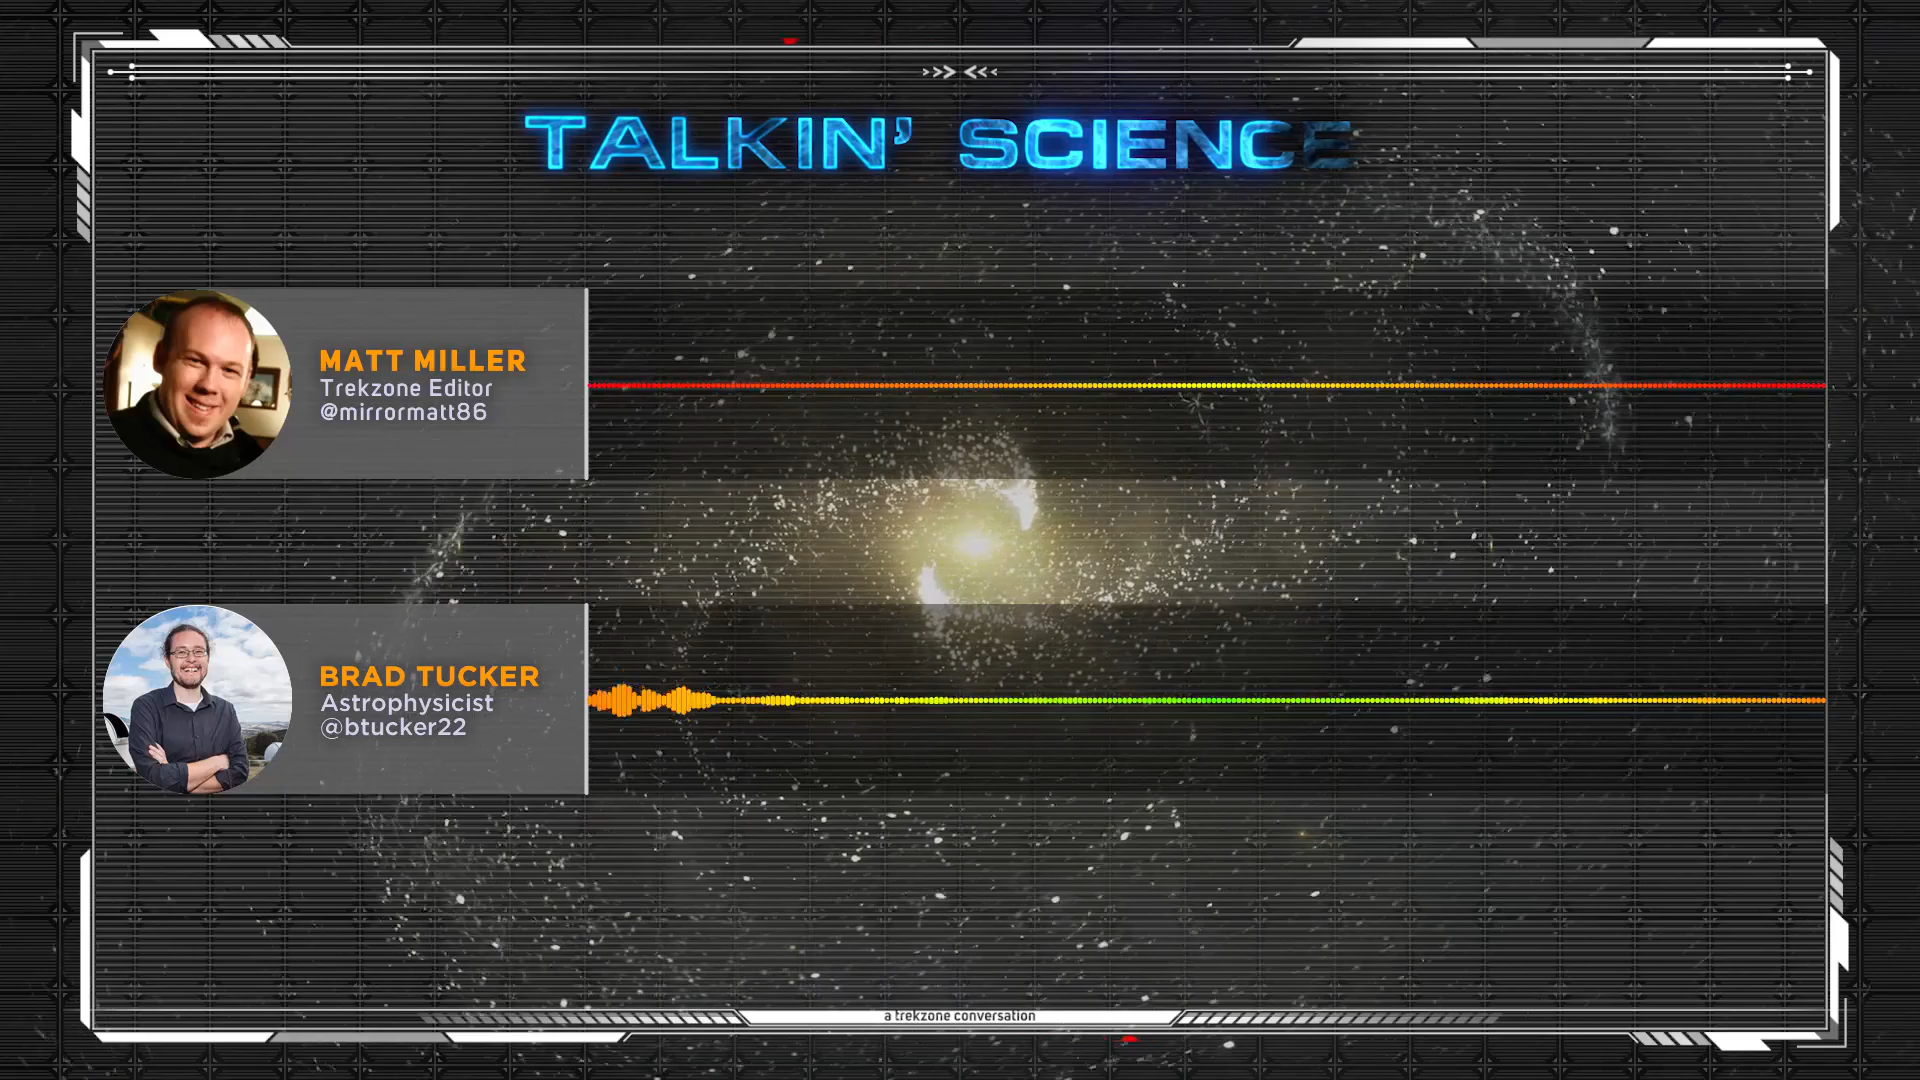 TALKIN' SCIENCE
MATT MILLER
Trekzone Editor
@mirrormatt86
BRAD TUCKER
Astrophysicist
@btucker22
a trekzone conversation